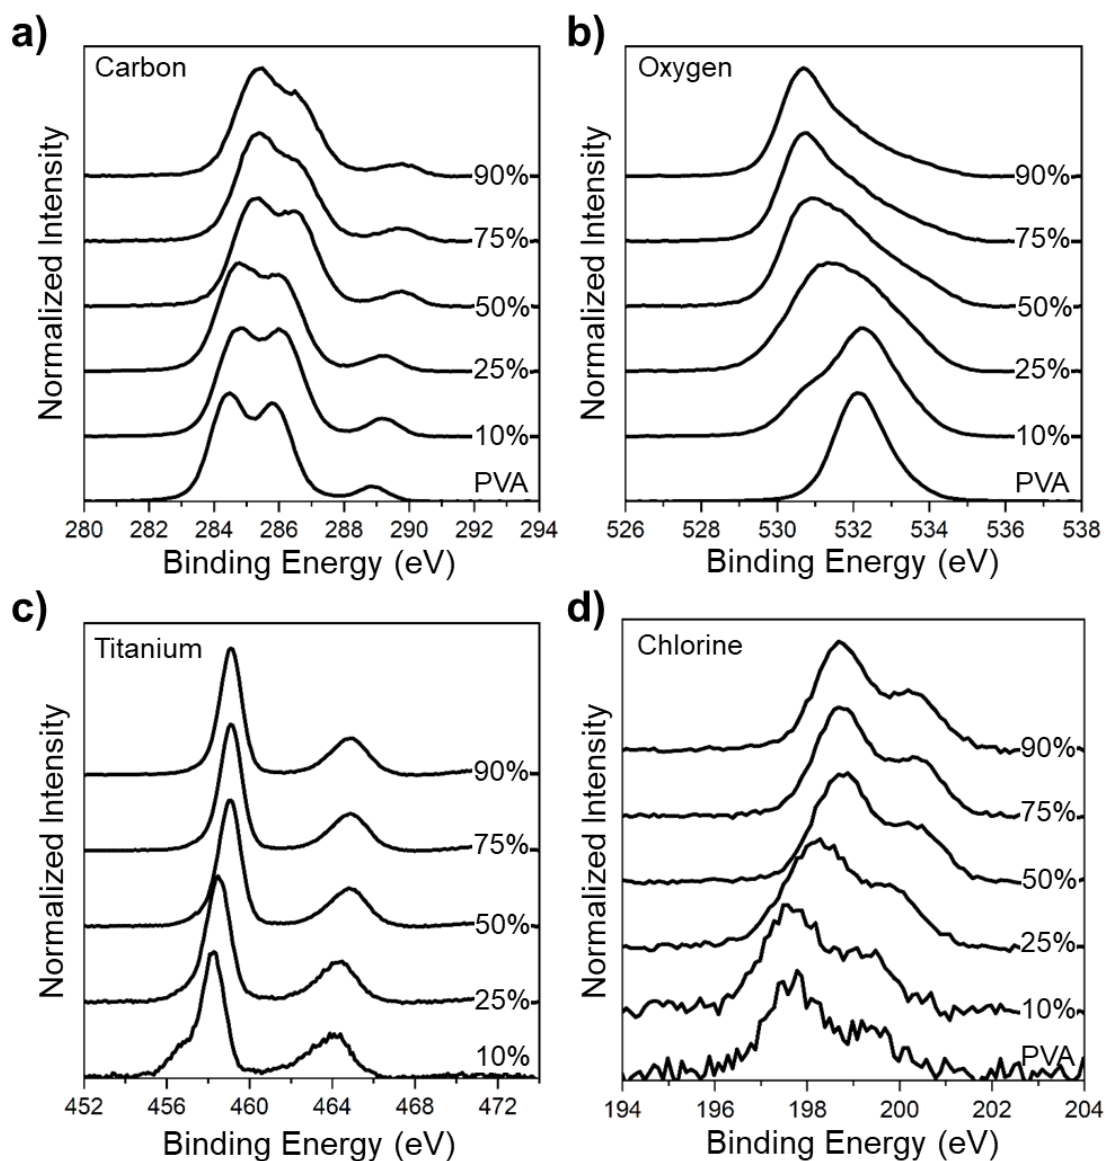 a)
Carbon
90%
75%
50%
25%
10%
PVA
Normalized Intensity
280 282 284 286 288 290 292 294
Binding Energy (eV)
b)
Oxygen
90%
75%
50%
25%
10%
PVA
Normalized Intensity
526 528 530 532 534 536 538
Binding Energy (eV)
c)
Titanium
90%
75%
50%
25%
10%
Normalized Intensity
452 456 460 464 468 472
Binding Energy (eV)
d)
Chlorine
90%
75%
50%
25%
10%
PVA
Normalized Intensity
194 196 198 200 202 204
Binding Energy (eV)